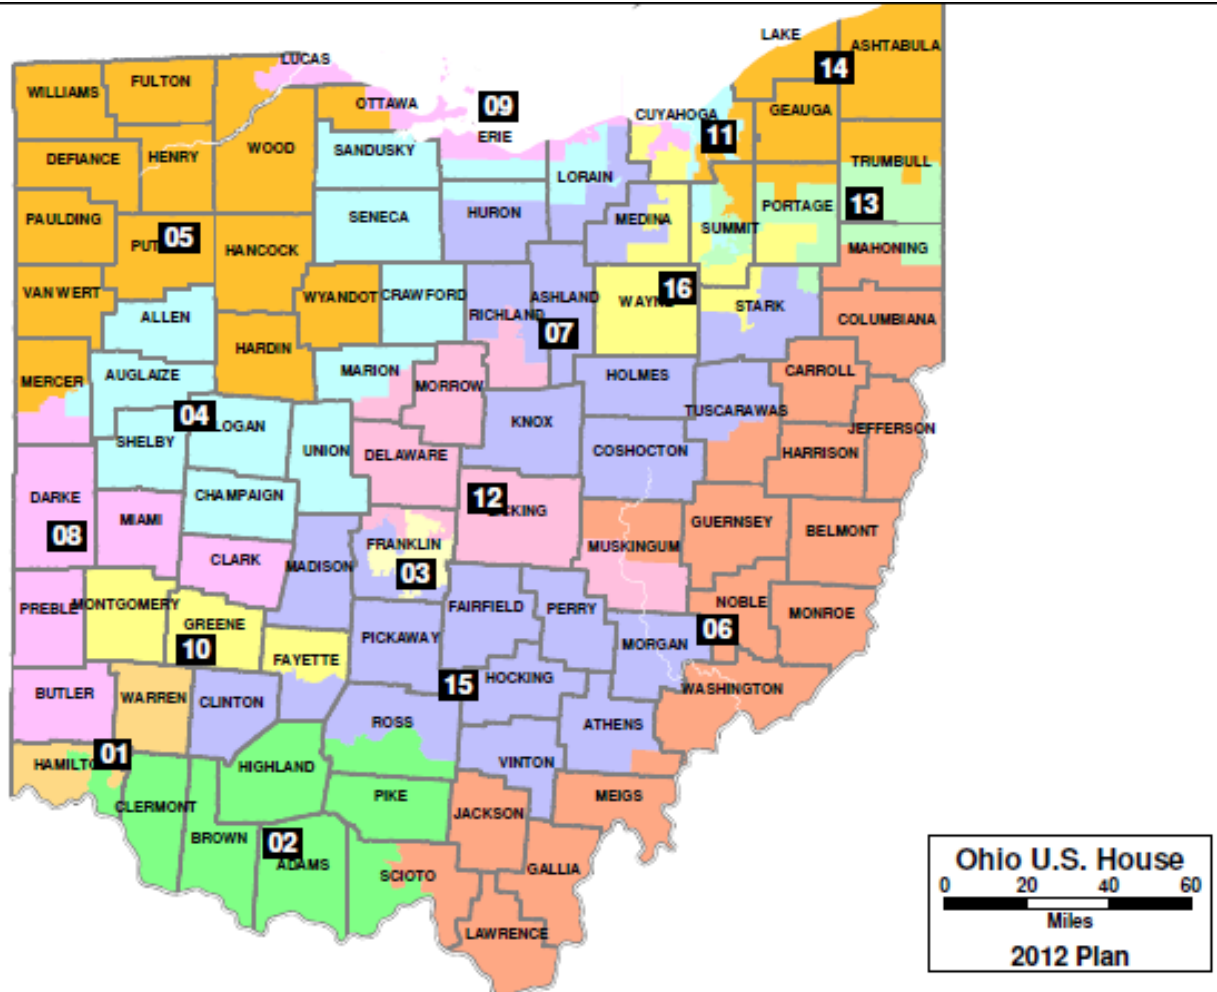 LAKE
ASHTABULA
LUCAS
14
WILLIAMS
FULTON
OTTAWA
09
CUYAHOGA
GEAUGA
ERIE
11
DEFIANCE
HENRY
WOOD
SANDUSKY
LORAIN
TRUMBULL
PAULDING
SENECA
HURON
MEDINA
SUMMIT
PORTAGE
13
PUT
05
HANCOCK
MAHONING
VAN WERT
WYANDOT
CRAWFORD
ASHLAND
WAYNE
16
STARK
ALLEN
RICHLAND
07
COLUMBIANA
HARDIN
MERCER
AUGLAIZE
MARION
MORROW
HOLMES
CARROLL
04
LOGAN
KNOX
TUSCARAWAS
JEFFERSON
SHELBY
UNION
DELAWARE
COSHOCTON
HARRISON
DARKE
CHAMPAIGN
12
CKING
08
MIAMI
GUERNSEY
BELMONT
CLARK
MADISON
FRANKLIN
03
MUSKINGUM
PREBLE
MONTGOMERY
GREENE
FAIRFIELD
PERRY
NOBLE
MONROE
10
FAYETTE
PICKAWAY
MORGAN
06
BUTLER
WARREN
CLINTON
15
HOCKING
WASHINGTON
ROSS
ATHENS
HAMILTO
01
HIGHLAND
VINTON
CLERMONT
PIKE
JACKSON
MEIGS
BROWN
02
ADAMS
SCIOTO
GALLIA
LAWRENCE
Ohio U.S. House
0 20 40 60
Miles
2012 Plan